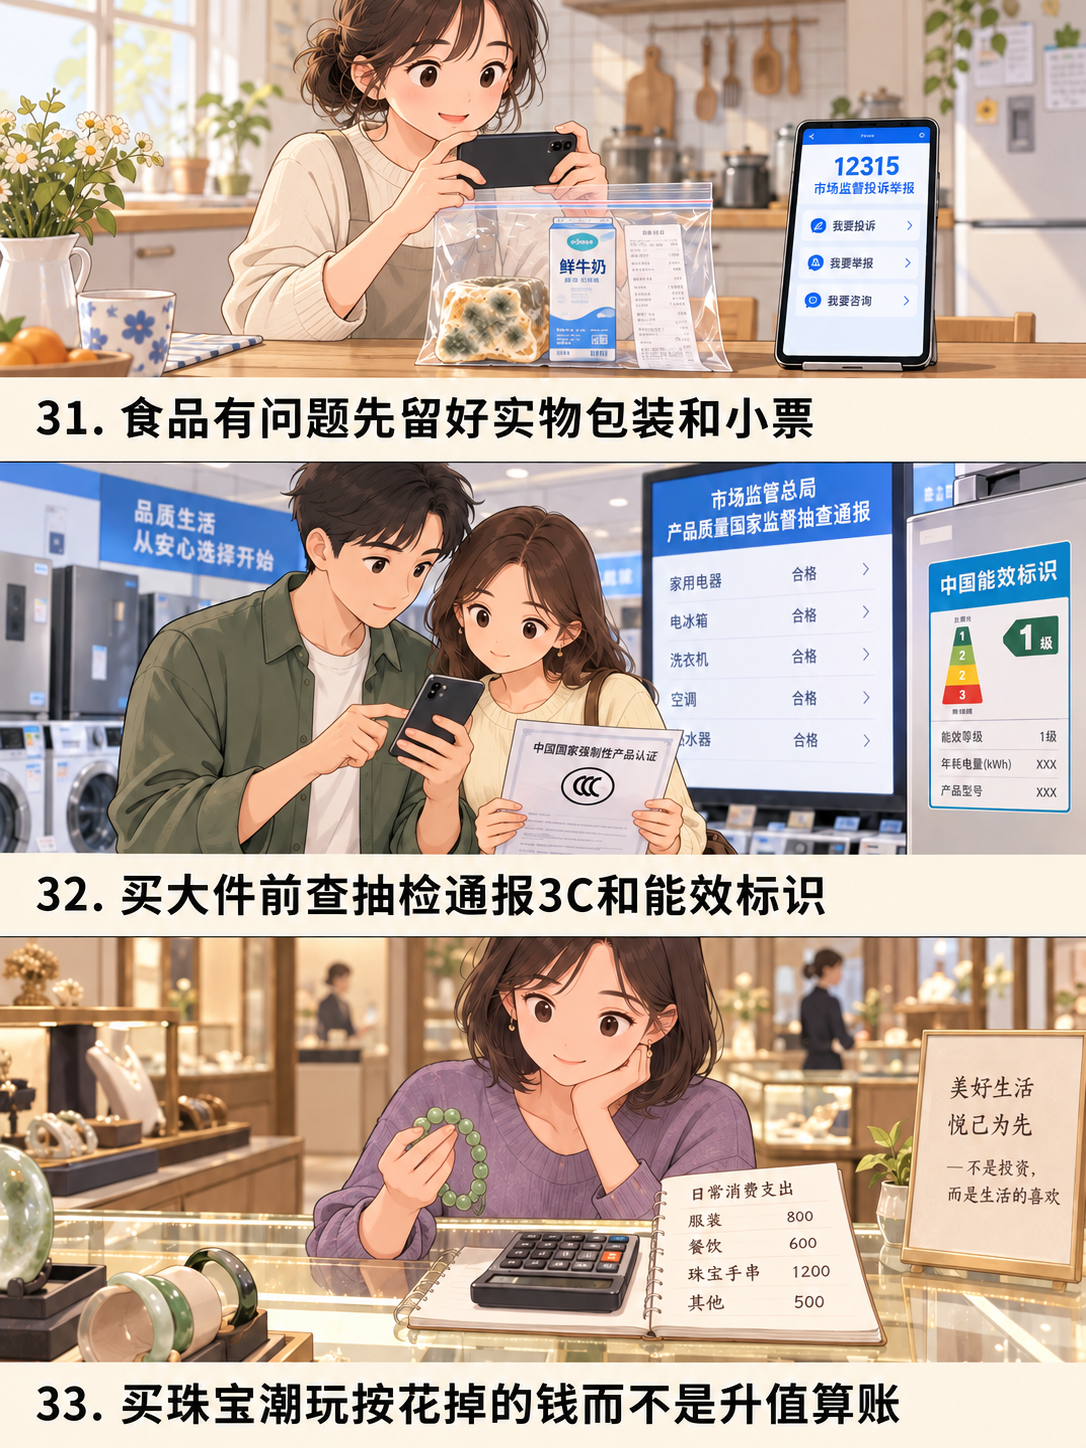 12315
市场监督投诉举报
我要投诉
我要举报
我要咨询
鲜牛奶
31. 食品有问题先留好实物包装和小票
品质生活
从安心选择开始
市场监管总局
产品质量国家监督抽查通报
家用电器 合格
电冰箱 合格
洗衣机 合格
空调 合格
水器 合格
中国能效标识
1
2
2
3
1级
能效等级 1级
年耗电量(kWh) XXX
产品型号 XXX
中国国家强制性产品认证
CCC
32. 买大件前查抽检通报3C和能效标识
美好生活
悦己为先
—不是投资,
而是生活的喜欢
日常消费支出
服装 800
餐饮 600
珠宝手串 1200
其他 500
33. 买珠宝潮玩按花掉的钱而不是升值算账